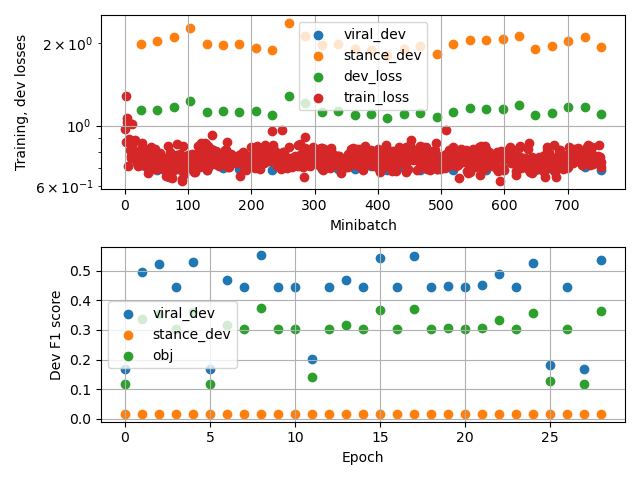 2 × 10⁰
10⁰
6 × 10⁻¹
Training, dev losses
viral_dev
stance_dev
dev_loss
train_loss
0 100 200 300 400 500 600 700
Minibatch
0.5
0.4
0.3
0.2
0.1
0.0
Dev F1 score
viral_dev
stance_dev
obj
0 5 10 15 20 25
Epoch